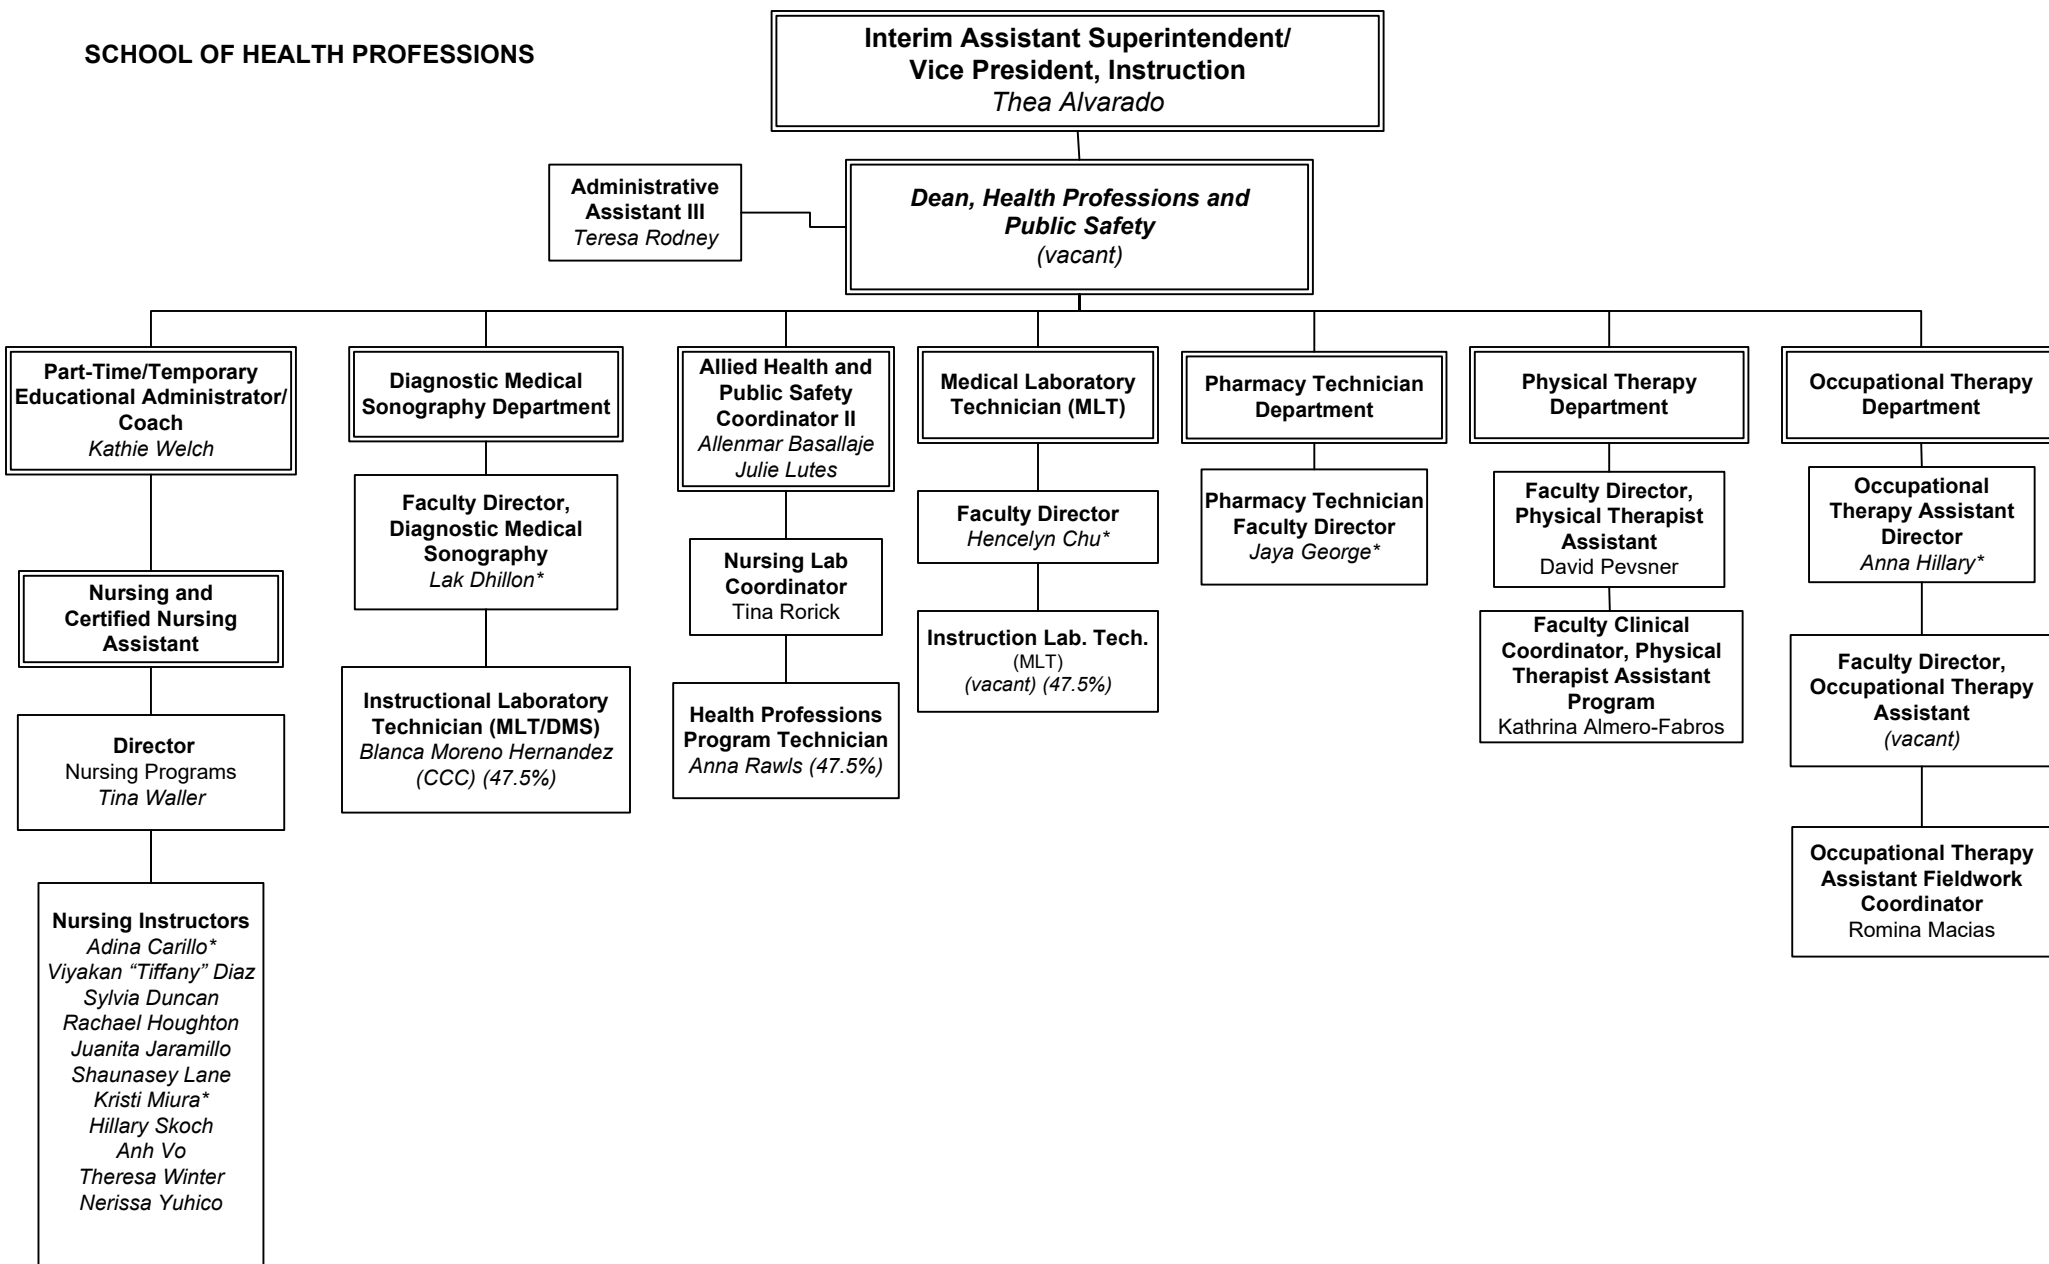 SCHOOL OF HEALTH PROFESSIONS
Interim Assistant Superintendent/
Vice President, Instruction
Thea Alvarado
Administrative
Assistant III
Teresa Rodney
Dean, Health Professions and
Public Safety
(vacant)
Part-Time/Temporary
Educational Administrator/
Coach
Kathie Welch
Nursing and
Certified Nursing
Assistant
Director
Nursing Programs
Tina Waller
Nursing Instructors
Adina Carillo*
Viyakan “Tiffany” Diaz
Sylvia Duncan
Rachael Houghton
Juanita Jaramillo
Shaunasey Lane
Kristi Miura*
Hillary Skoch
Anh Vo
Theresa Winter
Nerissa Yuhico
Diagnostic Medical
Sonography Department
Faculty Director,
Diagnostic Medical
Sonography
Lak Dhillon*
Instructional Laboratory
Technician (MLT/DMS)
Blanca Moreno Hernandez
(CCC) (47.5%)
Allied Health and
Public Safety
Coordinator II
Allenmar Basallaje
Julie Lutes
Nursing Lab
Coordinator
Tina Rorick
Health Professions
Program Technician
Anna Rawls (47.5%)
Medical Laboratory
Technician (MLT)
Faculty Director
Hencelyn Chu*
Instruction Lab. Tech.
(MLT)
(vacant) (47.5%)
Pharmacy Technician
Department
Pharmacy Technician
Faculty Director
Jaya George*
Physical Therapy
Department
Faculty Director,
Physical Therapist
Assistant
David Pevsner
Faculty Clinical
Coordinator, Physical
Therapist Assistant
Program
Kathrina Almero-Fabros
Occupational Therapy
Department
Occupational
Therapy Assistant
Director
Anna Hillary*
Faculty Director,
Occupational Therapy
Assistant
(vacant)
Occupational Therapy
Assistant Fieldwork
Coordinator
Romina Macias